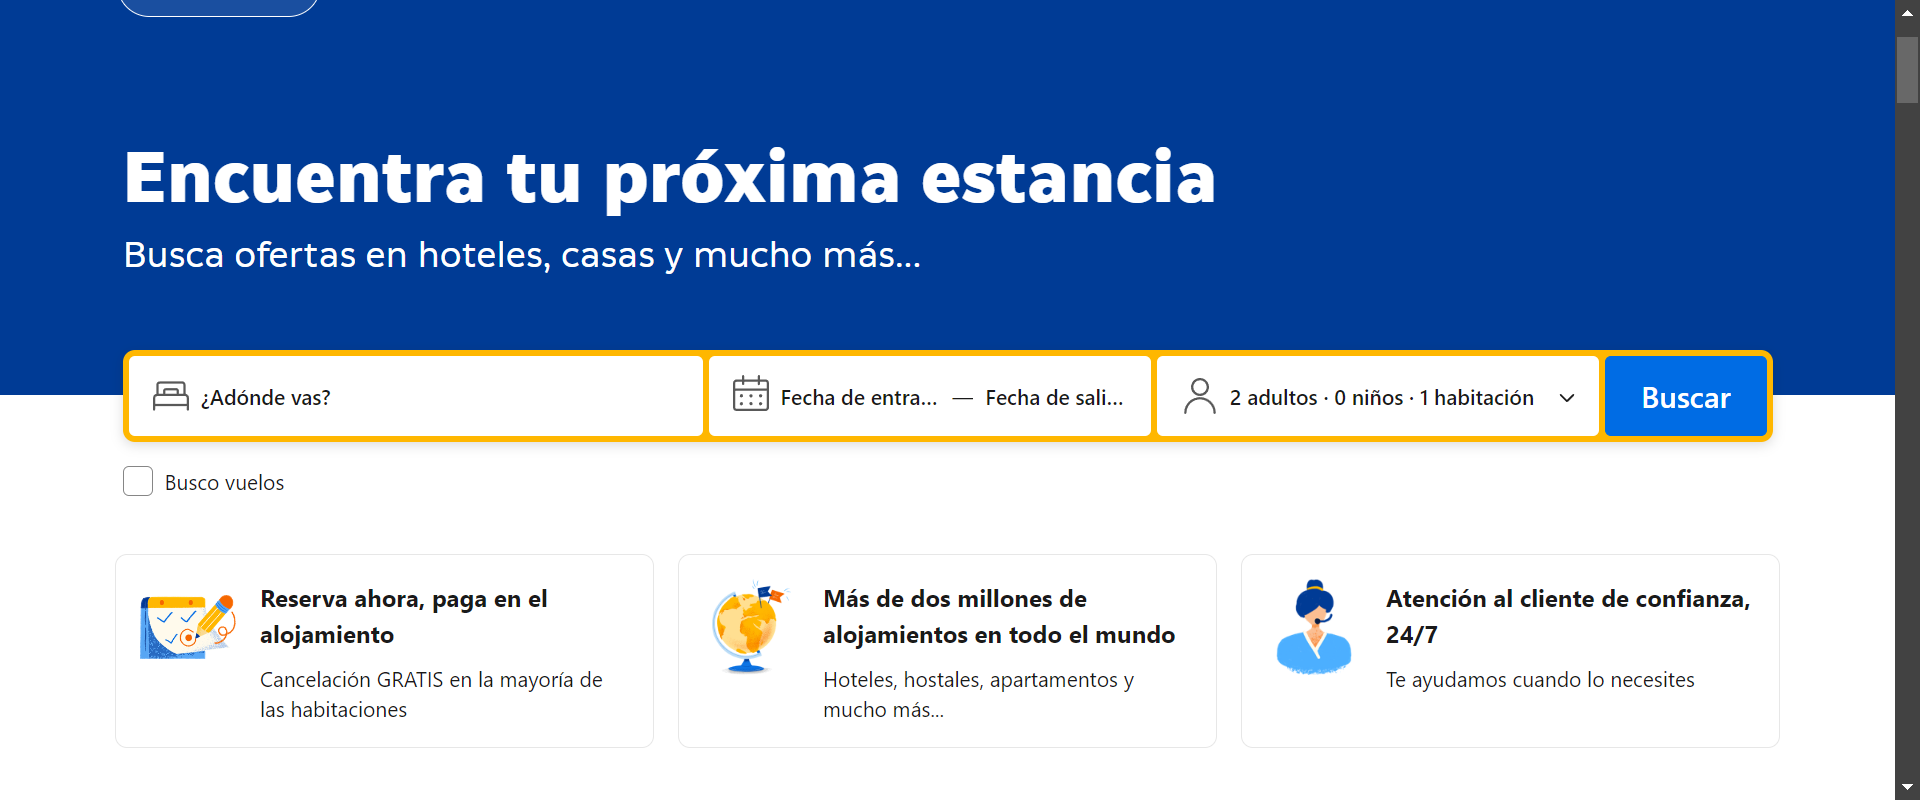 Encuentra tu próxima estancia
Busca ofertas en hoteles, casas y mucho más...
¿Adónde vas?
Fecha de entra... — Fecha de sali...
2 adultos · 0 niños · 1 habitación
Buscar
Busco vuelos
Reserva ahora, paga en el
alojamiento
Cancelación GRATIS en la mayoría de
las habitaciones
Más de dos millones de
alojamientos en todo el mundo
Hoteles, hostales, apartamentos y
mucho más...
Atención al cliente de confianza,
24/7
Te ayudamos cuando lo necesites